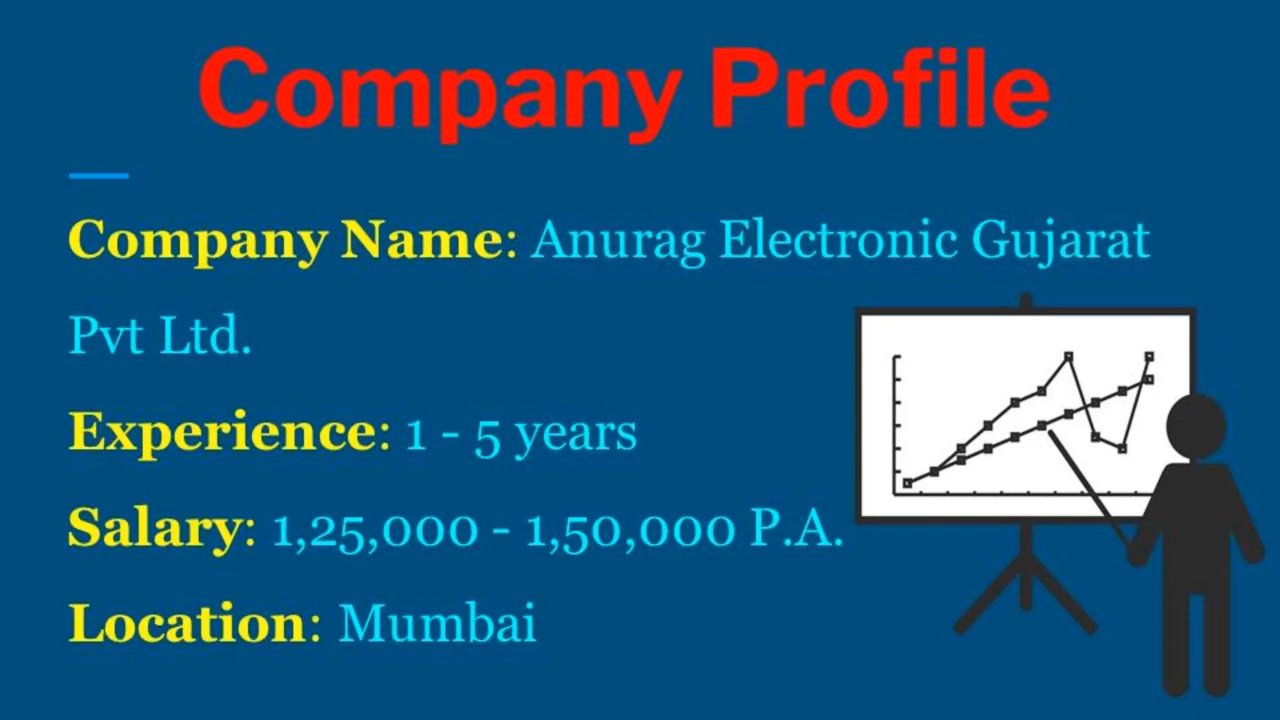 Company Profile
Company Name: Anurag Electronic Gujarat
Pvt Ltd.
Experience: 1 - 5 years
Salary: 1,25,000 - 1,50,000 P.A.
Location: Mumbai